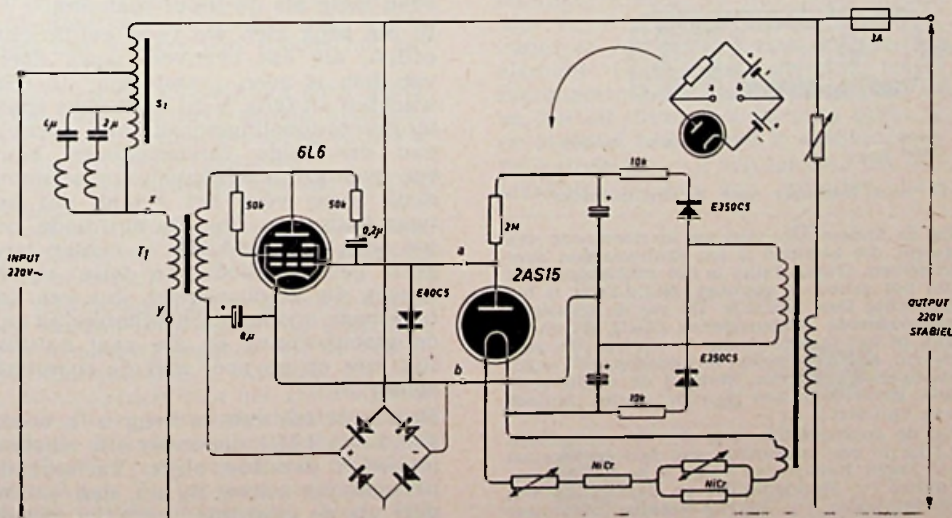 3A
S1
4µ 2µ
6L6
50k
50k
0,2µ
x
T1
INPUT
220V~
y
8µ
E40C5
a
b
a b
2M
10k
E350C5
2AS15
E350C5
10k
NiCr
NiCr
OUTPUT
220V
STABIEL